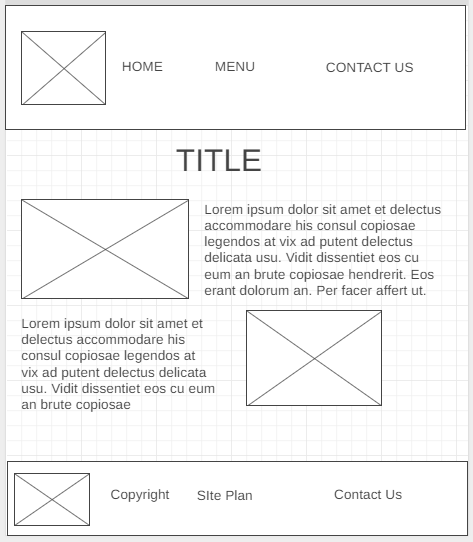 HOME MENU CONTACT US
TITLE
Lorem ipsum dolor sit amet et delectus
accommodare his consul copiosae
legendos at vix ad putent delectus
delicata usu. Vidit dissentiet eos cu
eum an brute copiosae hendrerit. Eos
erant dolorum an. Per facer affert ut.
Lorem ipsum dolor sit amet et
delectus accommodare his
consul copiosae legendos at
vix ad putent delectus delicata
usu. Vidit dissentiet eos cu eum
an brute copiosae
Copyright SIte Plan Contact Us